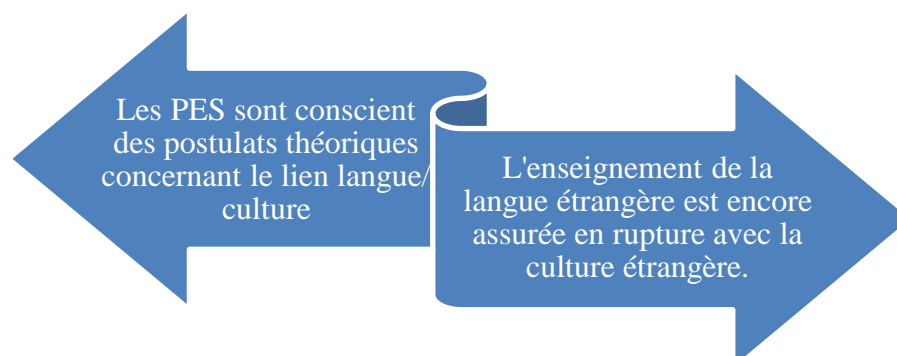 Les PES sont conscient
des postulats théoriques
concernant le lien langue/
culture
L'enseignement de la
langue étrangère est encore
assurée en rupture avec la
culture étrangère.